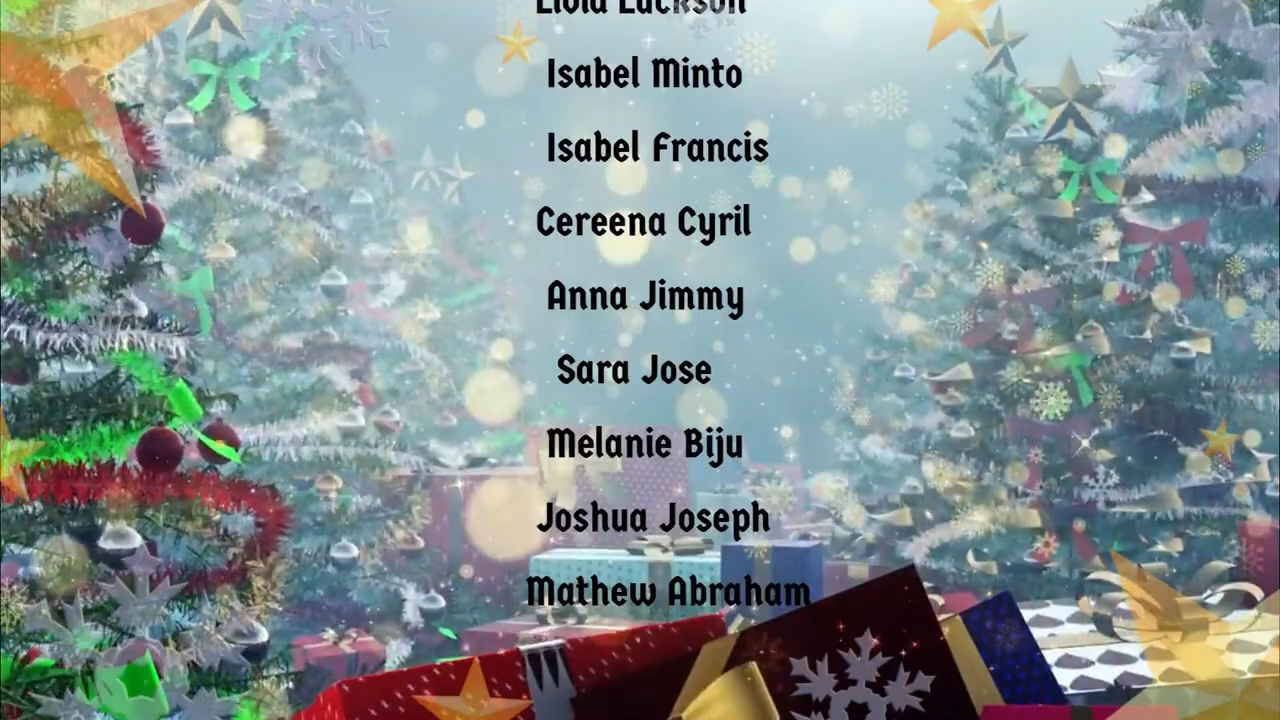 Isabel Minto
Isabel Francis
Cereena Cyril
Anna Jimmy
Sara Jose
Melanie Biju
Joshua Joseph
Mathew Abraham